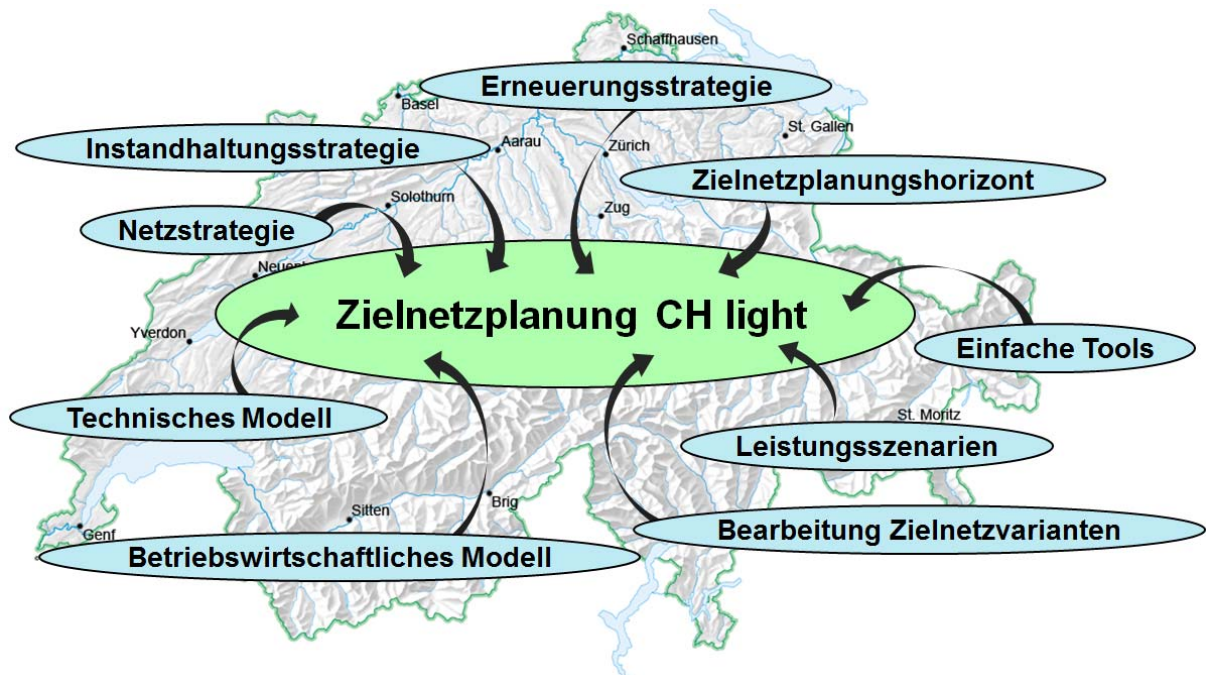 Schaffhausen
Erneuerungsstrategie
Basel
St. Gallen
Instandhaltungsstrategie
Aarau
Zürich
Zielnetzplanungshorizont
Solothurn
Zug
Netzstrategie
Zielnetzplanung CH light
Yverdon
Einfache Tools
Technisches Modell
St. Moritz
Leistungsszenarien
Brig
Sitten
Genf
Bearbeitung Zielnetzvarianten
Betriebswirtschaftliches Modell